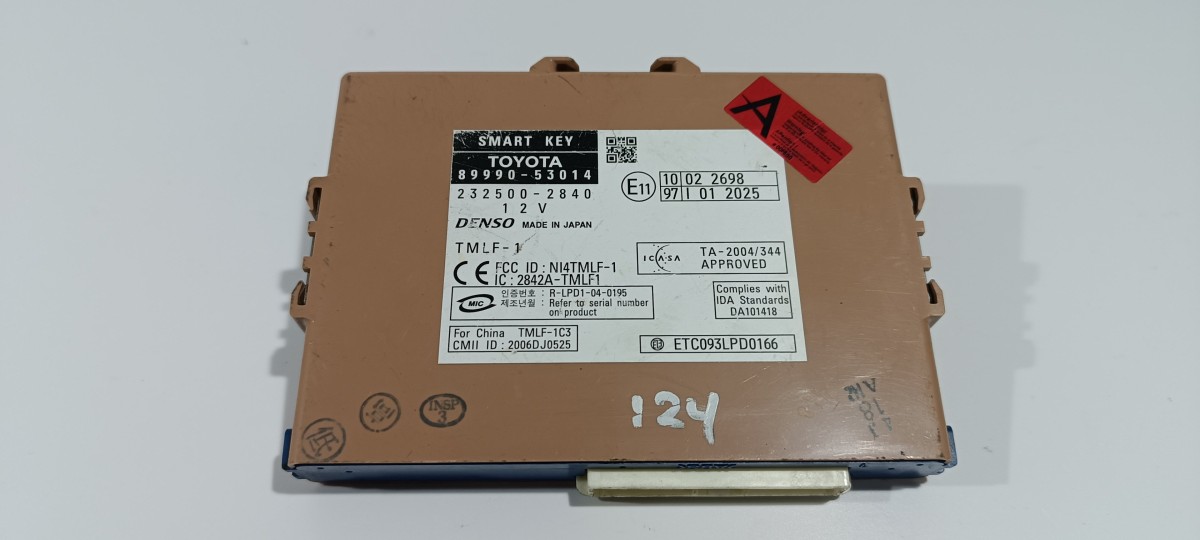 SMART KEY
TOYOTA
89990-53014
232500-2840
12V
DENSO MADE IN JAPAN
TMLF-1
CE FCC ID : NI4TMLF-1
IC : 2842A-TMLF1
MIC 인증번호 : R-LPD1-04-0195
제조년월 : Refer to serial number
on product
For China TMLF-1C3
CMII ID : 2006DJ0525
E11
10 02 2698
97 I 01 2025
ICASA TA-2004/344
APPROVED
Complies with
IDA Standards
DA101418
ETC093LPD0166
A
低
INSP
3
:24